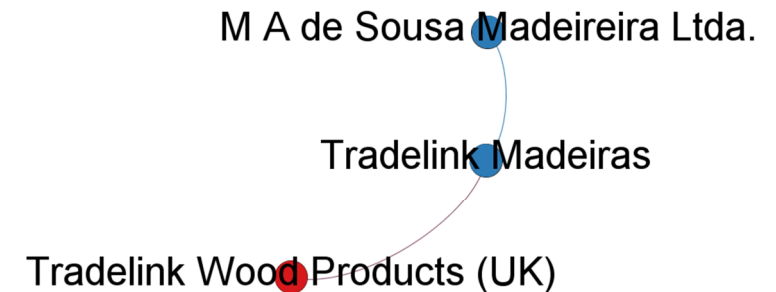 M A de Sousa Madeireira Ltda.
Tradelink Madeiras
Tradelink Wood Products (UK)